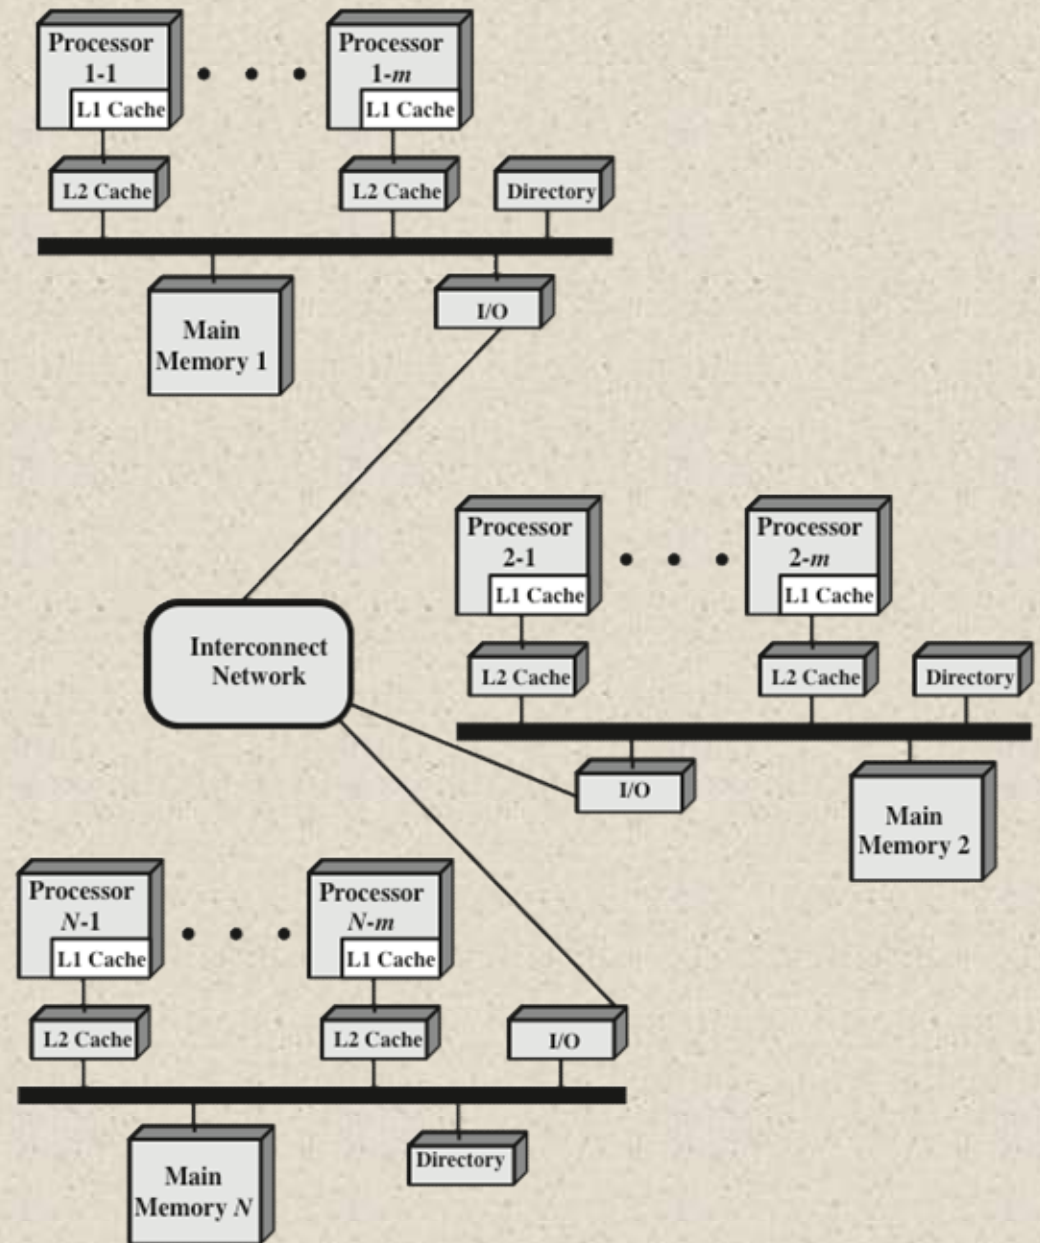 Processor
1-1
L1 Cache
Processor
1-m
L1 Cache
L2 Cache
L2 Cache
Directory
Main
Memory 1
I/O
Interconnect
Network
Processor
2-1
L1 Cache
Processor
2-m
L1 Cache
L2 Cache
L2 Cache
Directory
I/O
Main
Memory 2
Processor
N-1
L1 Cache
Processor
N-m
L1 Cache
L2 Cache
L2 Cache
I/O
Main
Memory N
Directory